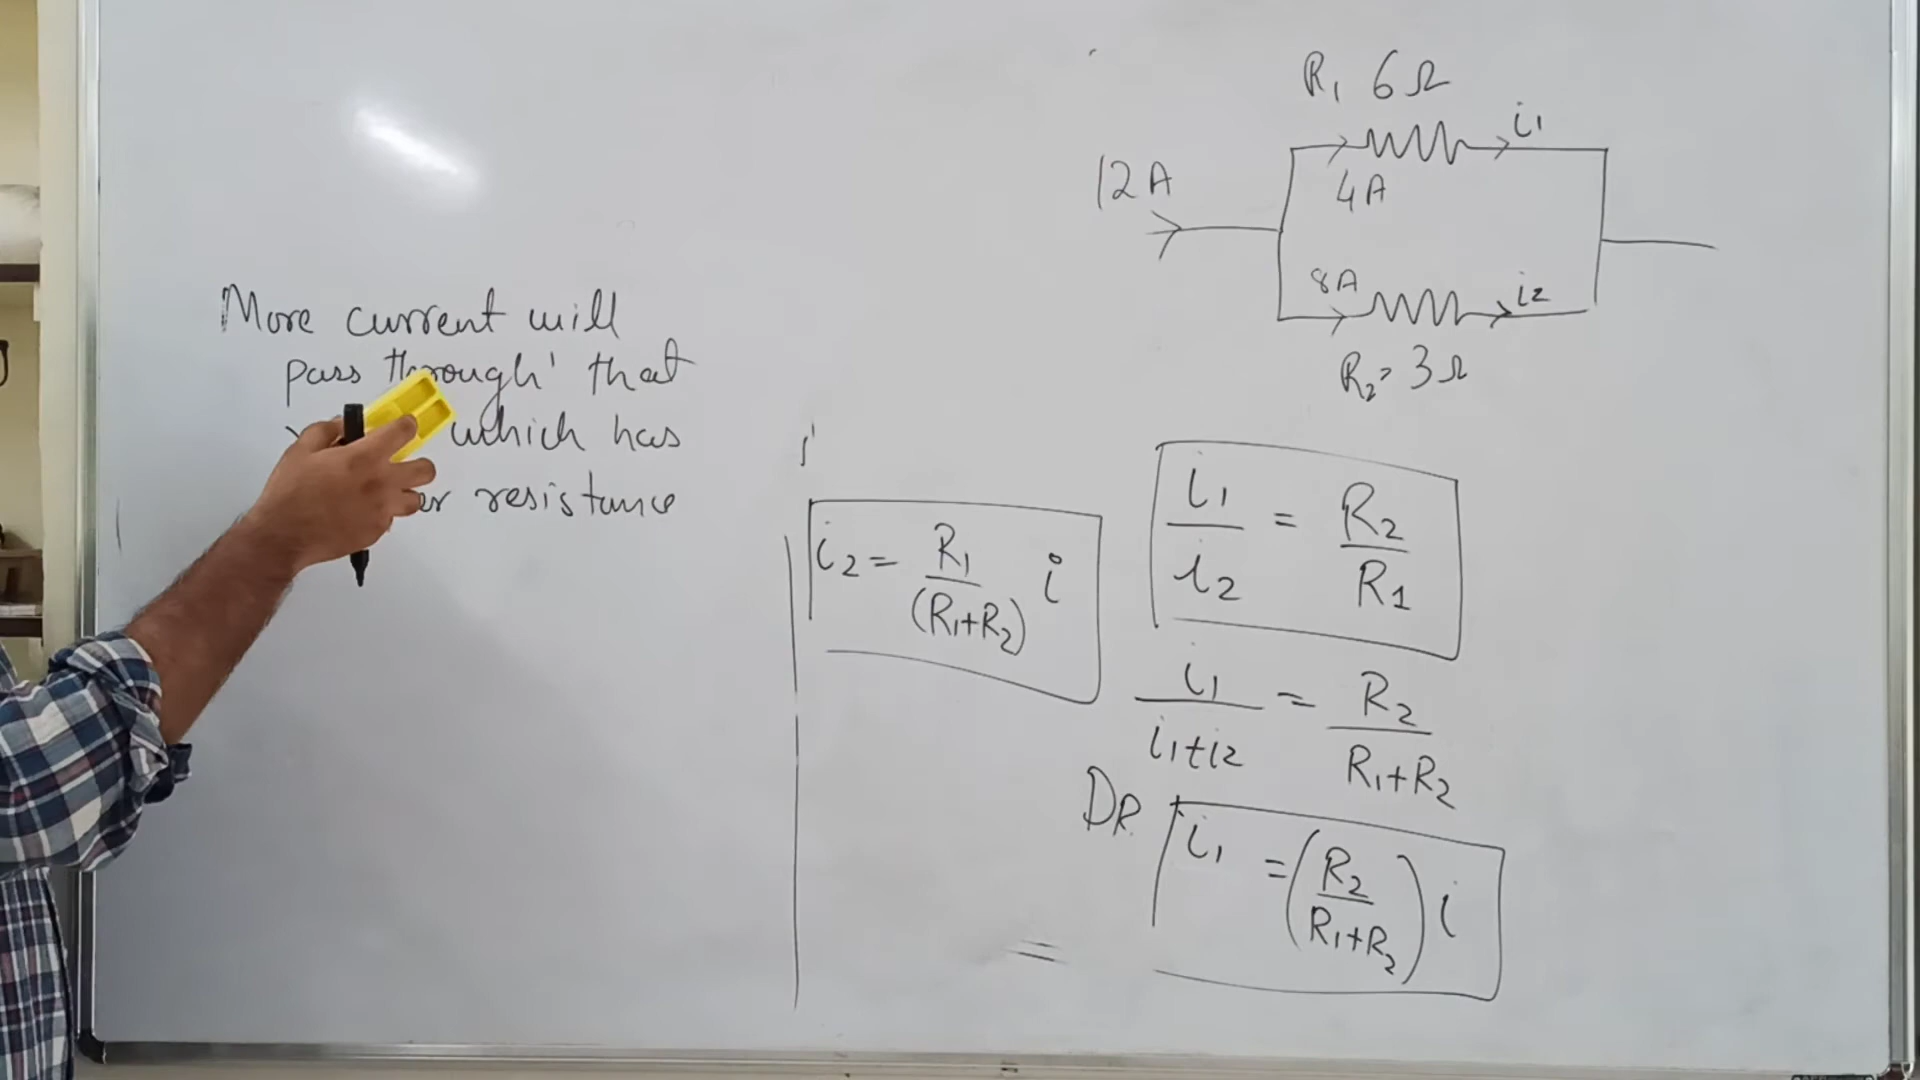 More current will
pass through that
which has
er resistance
R₁ 6Ω
i₁
12A
4A
8A
i₂
R₂ = 3Ω
i₂ = R₁/(R₁+R₂) i
i₁/i₂ = R₂/R₁
i₁/i₁+i₂ = R₂/R₁+R₂
DR
i₁ = (R₂/R₁+R₂) i